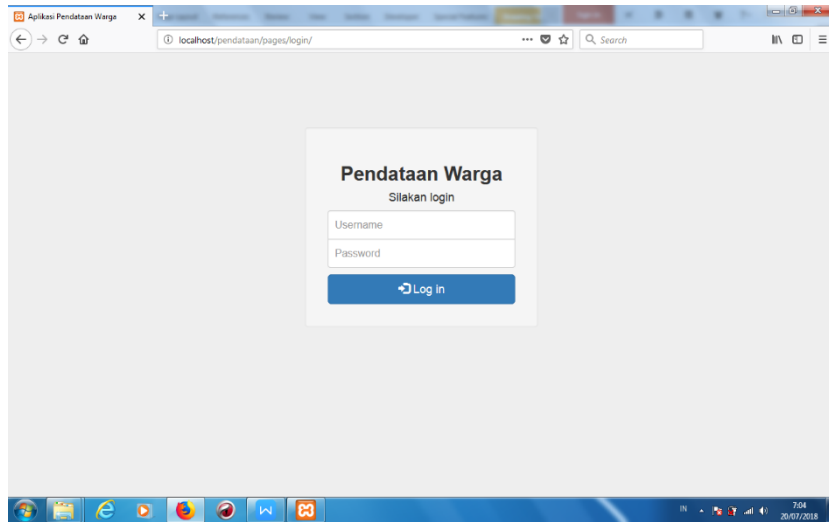 Aplikasi Pendataan Warga
localhost/pendataan/pages/login/
Search
Pendataan Warga
Silakan login
Username
Password
Log in
IN
7:04
20/07/2018